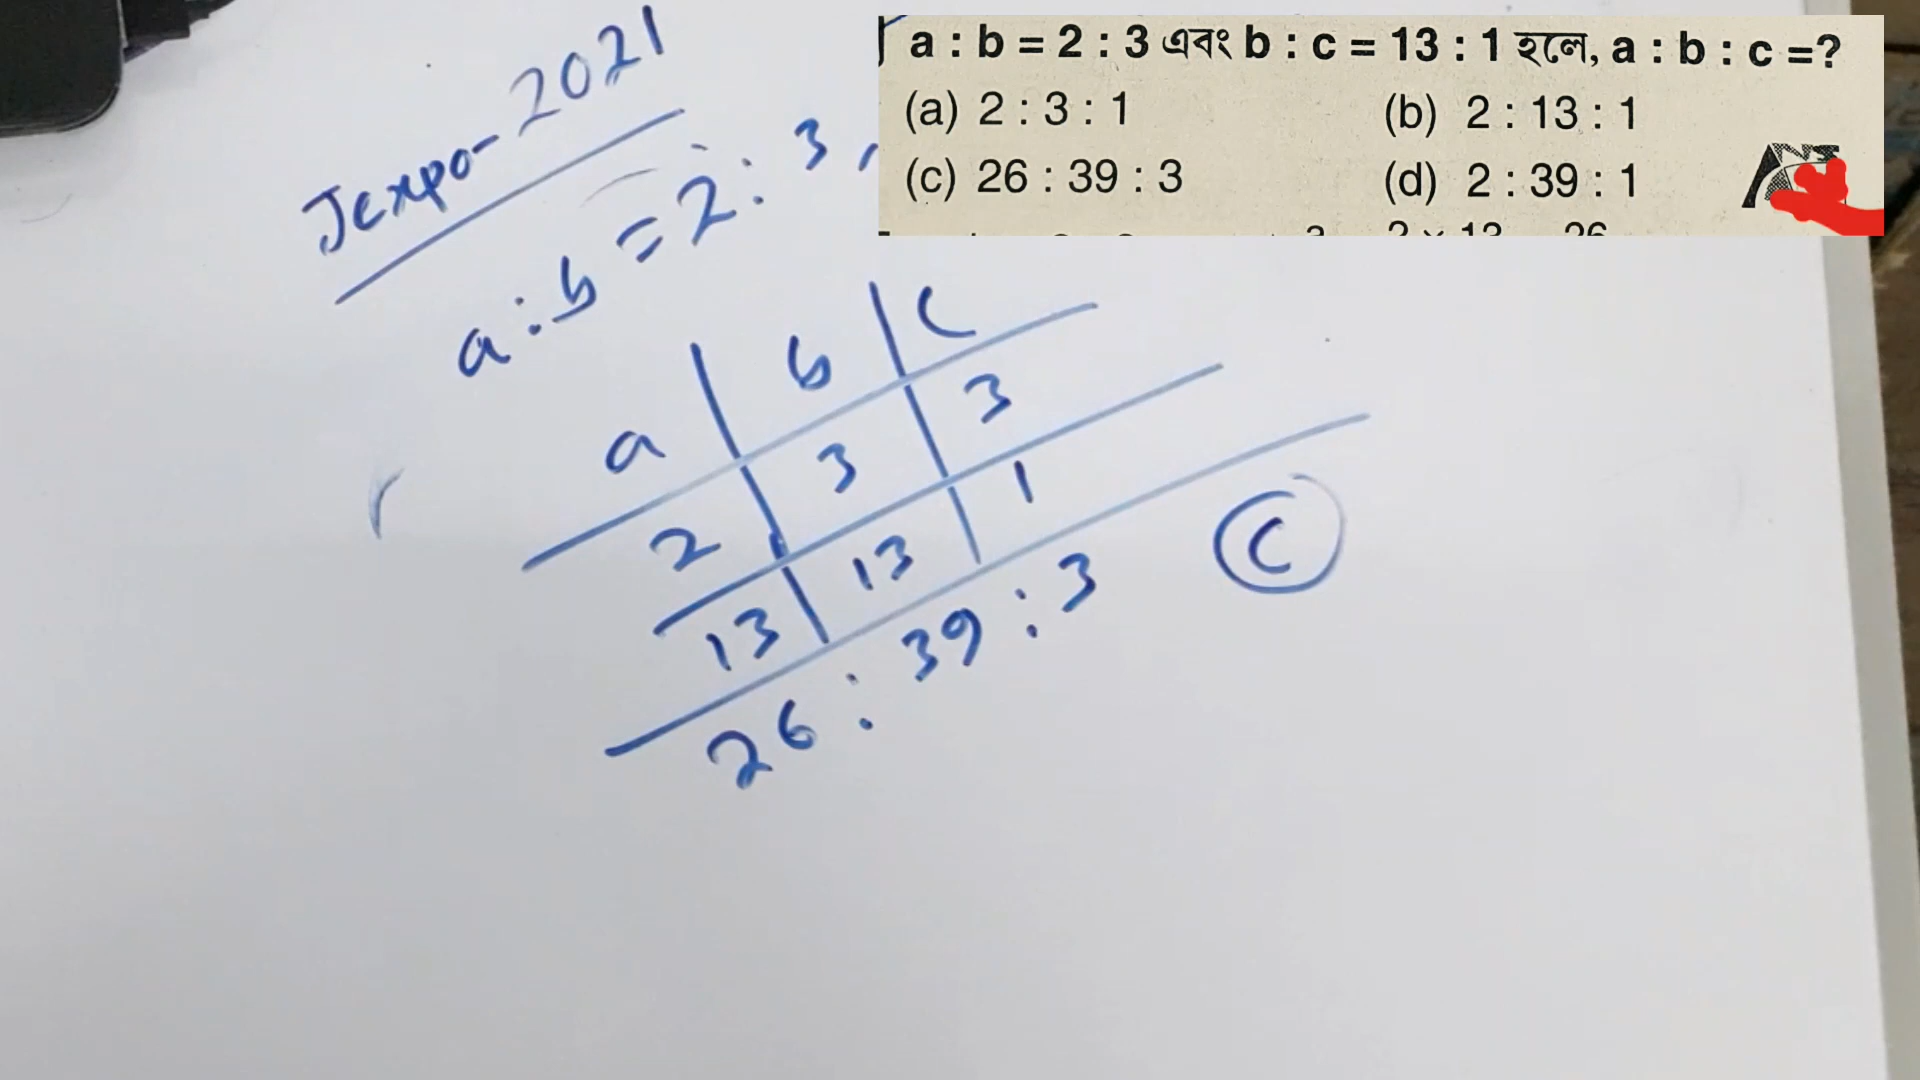 a : b = 2 : 3 এবং b : c = 13 : 1 হলে, a : b : c =?
(a) 2 : 3 : 1 (b) 2 : 13 : 1
(c) 26 : 39 : 3 (d) 2 : 39 : 1
Jexpo-2021
a : b = 2 : 3,
a b c
2 3 3
13 13 1
26 : 39 : 3
C